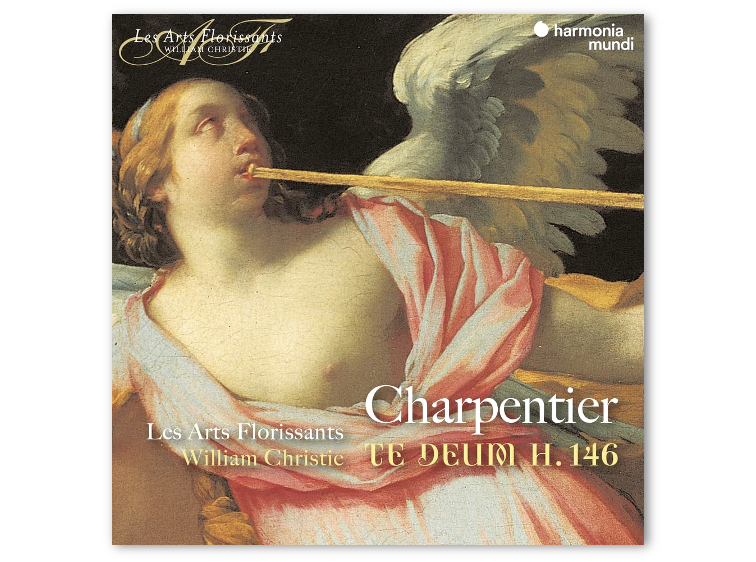 Les Arts Florissants
WILLIAM CHRISTIE
harmonia
mundi
Charpentier
Les Arts Florissants
William Christie
TE DEUM H. 146